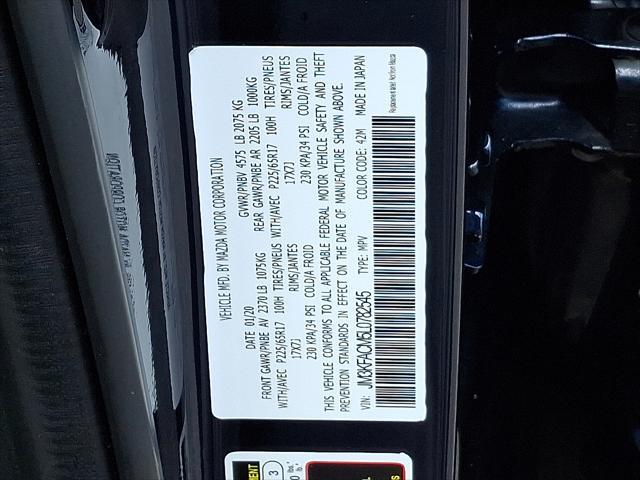 VEHICLE MFD. BY MAZDA MOTOR CORPORATION
DATE 01/20 GVWR/PNBV 4575 LB 2075 KG
FRONT GAWR/PNBE AV 2370 LB 1075KG REAR GAWR/PNBE AR 2205 LB 1000KG
WITH/AVEC P225/65R17 100H TIRES/PNEUS WITH/AVEC P225/65R17 100H TIRES/PNEUS
17X7J RIMS/JANTES 17X7J RIMS/JANTES
230 KPA/34 PSI COLD/A FROID 230 KPA/34 PSI COLD/A FROID
THIS VEHICLE CONFORMS TO ALL APPLICABLE FEDERAL MOTOR VEHICLE SAFETY AND THEFT
PREVENTION STANDARDS IN EFFECT ON THE DATE OF MANUFACTURE SHOWN ABOVE.
VIN: JM3KFACM5L0782545 TYPE: MPV COLOR CODE: 42M MADE IN JAPAN
3